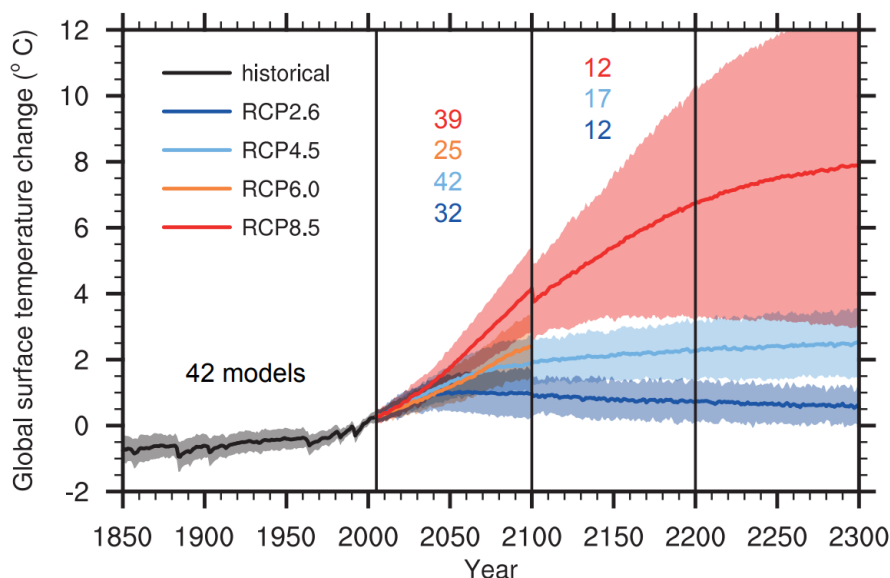 Global surface temperature change (° C)
12
10
8
6
4
2
0
-2
historical
RCP2.6
RCP4.5
RCP6.0
RCP8.5
39
25
42
32
12
17
12
42 models
1850 1900 1950 2000 2050 2100 2150 2200 2250 2300
Year